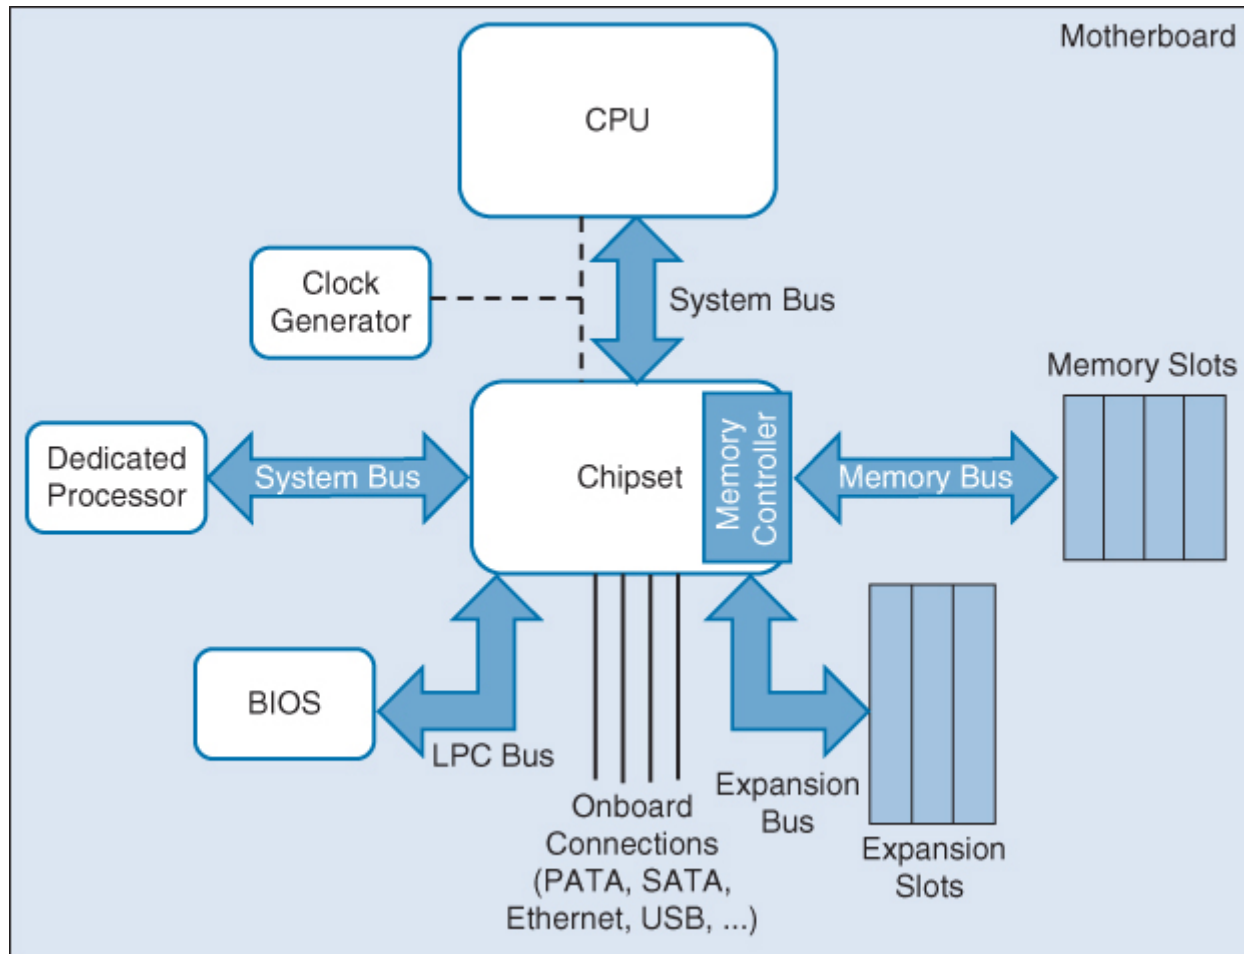 Motherboard
CPU
Clock
Generator
System Bus
Memory Slots
Dedicated
Processor
System Bus
Chipset
Memory
Controller
Memory Bus
BIOS
LPC Bus
Onboard
Connections
(PATA, SATA,
Ethernet, USB, ...)
Expansion
Bus
Expansion
Slots